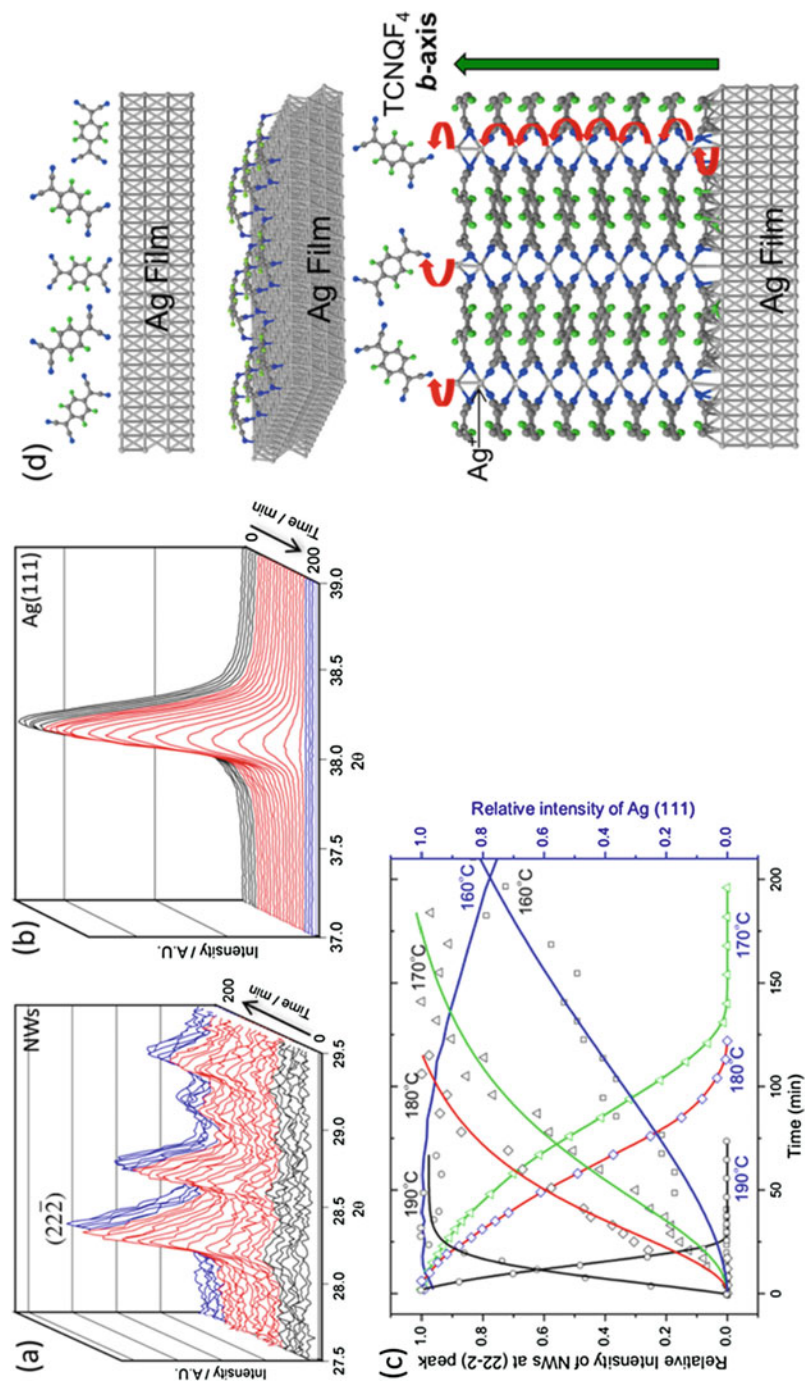 (a)
NWs
(22̄2̄)
Intensity / A.U.
200
Time / min
0
27.5
28.0
28.5
29.0
29.5
2θ
(b)
Ag(111)
Intensity / A.U.
0
Time / min
200
37.0
37.5
38.0
38.5
39.0
2θ
(c)
Relative Intensity of NWs at (22-2) peak
1.0
0.8
0.6
0.4
0.2
0.0
190°C
180°C
170°C
160°C
160°C
190°C
180°C
170°C
0
50
100
150
200
Time (min)
Relative intensity of Ag (111)
1.0
0.8
0.6
0.4
0.2
0.0
(d)
Ag Film
Ag Film
TCNQF₄
b-axis
Ag⁺
Ag Film